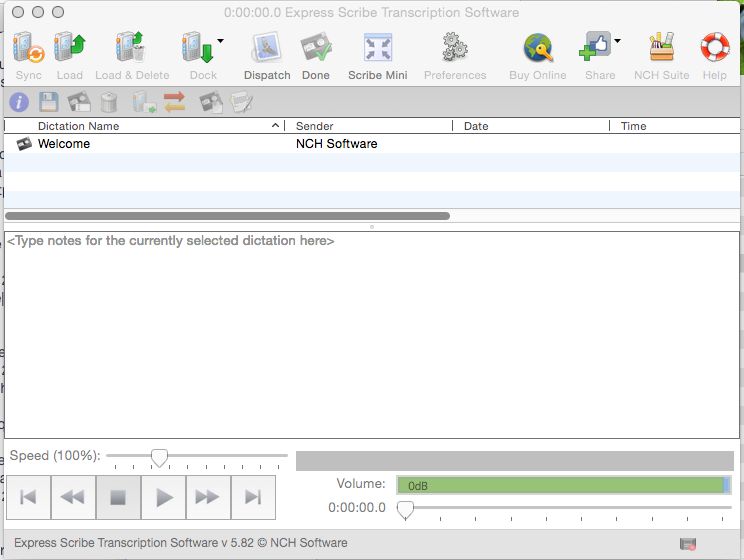 0:00:00.0 Express Scribe Transcription Software
Sync Load Load & Delete Dock Dispatch Done Scribe Mini Preferences Buy Online Share NCH Suite Help
Dictation Name Sender Date Time
Welcome NCH Software
<Type notes for the currently selected dictation here>
Speed (100%):
Volume: 0dB
0:00:00.0
Express Scribe Transcription Software v 5.82 © NCH Software